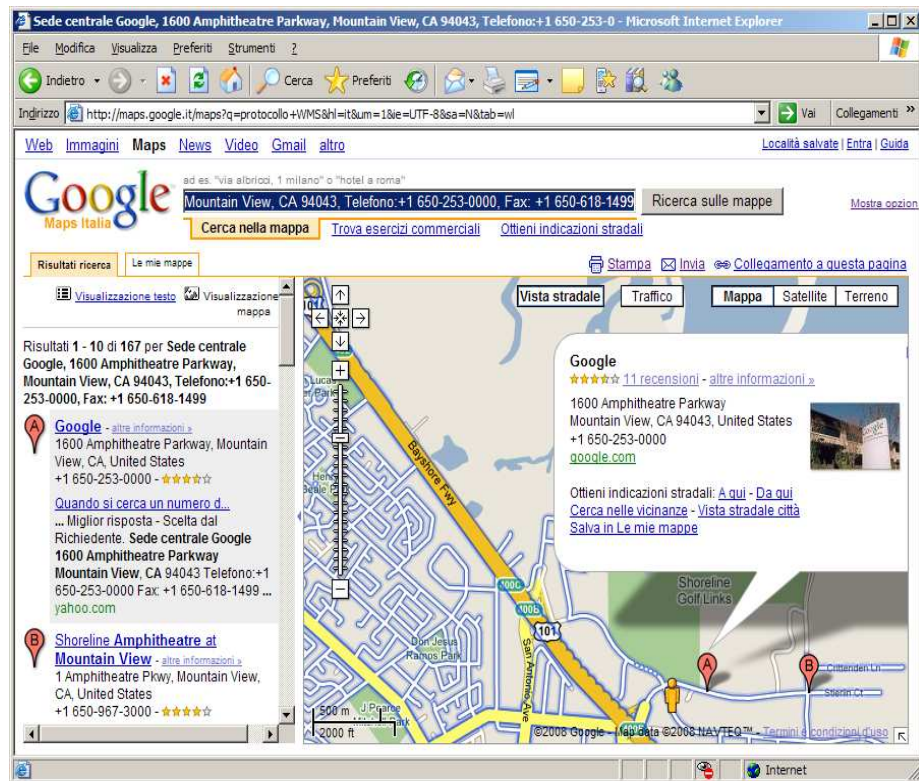 Sede centrale Google, 1600 Amphitheatre Parkway, Mountain View, CA 94043, Telefono:+1 650-253-0 - Microsoft Internet Explorer
File Modifica Visualizza Preferiti Strumenti ?
Indietro Cerca Preferiti
Indirizzo http://maps.google.it/maps?q=protocollo+WMS&hl=it&um=1&ie=UTF-8&sa=N&tab=wl Vai Collegamenti »
Web Immagini Maps News Video Gmail altro
Località salvate | Entra | Guida
Google
Maps Italia
ad es. "via albricci, 1 milano" o "hotel a roma"
Mountain View, CA 94043, Telefono:+1 650-253-0000, Fax: +1 650-618-1499 Ricerca sulle mappe
Mostra opzion
Cerca nella mappa Trova esercizi commerciali Ottieni indicazioni stradali
Risultati ricerca Le mie mappe
Stampa Invia Collegamento a questa pagina
Visualizzazione testo Visualizzazione
mappa
Risultati 1 - 10 di 167 per Sede centrale
Google, 1600 Amphitheatre Parkway,
Mountain View, CA 94043, Telefono:+1 650-
253-0000, Fax: +1 650-618-1499
A
Google - altre informazioni »
1600 Amphitheatre Parkway, Mountain
View, CA, United States
+1 650-253-0000 -
Quando si cerca un numero d...
... Miglior risposta - Scelta dal
Richiedente. Sede centrale Google
1600 Amphitheatre Parkway
Mountain View, CA 94043 Telefono:+1
650-253-0000 Fax: +1 650-618-1499 ...
yahoo.com
B
Shoreline Amphitheatre at
Mountain View - altre informazioni »
1 Amphitheatre Pkwy, Mountain View,
CA, United States
+1 650-967-3000 -
Vista stradale Traffico Mappa Satellite Terreno
Google
11 recensioni - altre informazioni »
1600 Amphitheatre Parkway
Mountain View, CA 94043, United States
+1 650-253-0000
google.com
Ottieni indicazioni stradali: A qui - Da qui
Cerca nelle vicinanze - Vista stradale città
Salva in Le mie mappe
Bayshore Fwy
400C
400B
101
San Antonio Ave
Shoreline
Golf Links
Don Jesus
Ramos Park
A
B
Crittenden Ln
Stierlin Ct
500 m
2000 ft
©2008 Google - Map data ©2008 NAVTEQ™ - Termini e condizioni d'uso
Internet